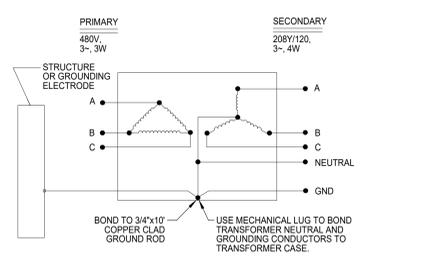 PRIMARY
480V,
3~, 3W
SECONDARY
208Y/120,
3~, 4W
STRUCTURE
OR GROUNDING
ELECTRODE
A
B
C
A
B
C
NEUTRAL
GND
BOND TO 3/4"x10'
COPPER CLAD
GROUND ROD
USE MECHANICAL LUG TO BOND
TRANSFORMER NEUTRAL AND
GROUNDING CONDUCTORS TO
TRANSFORMER CASE.